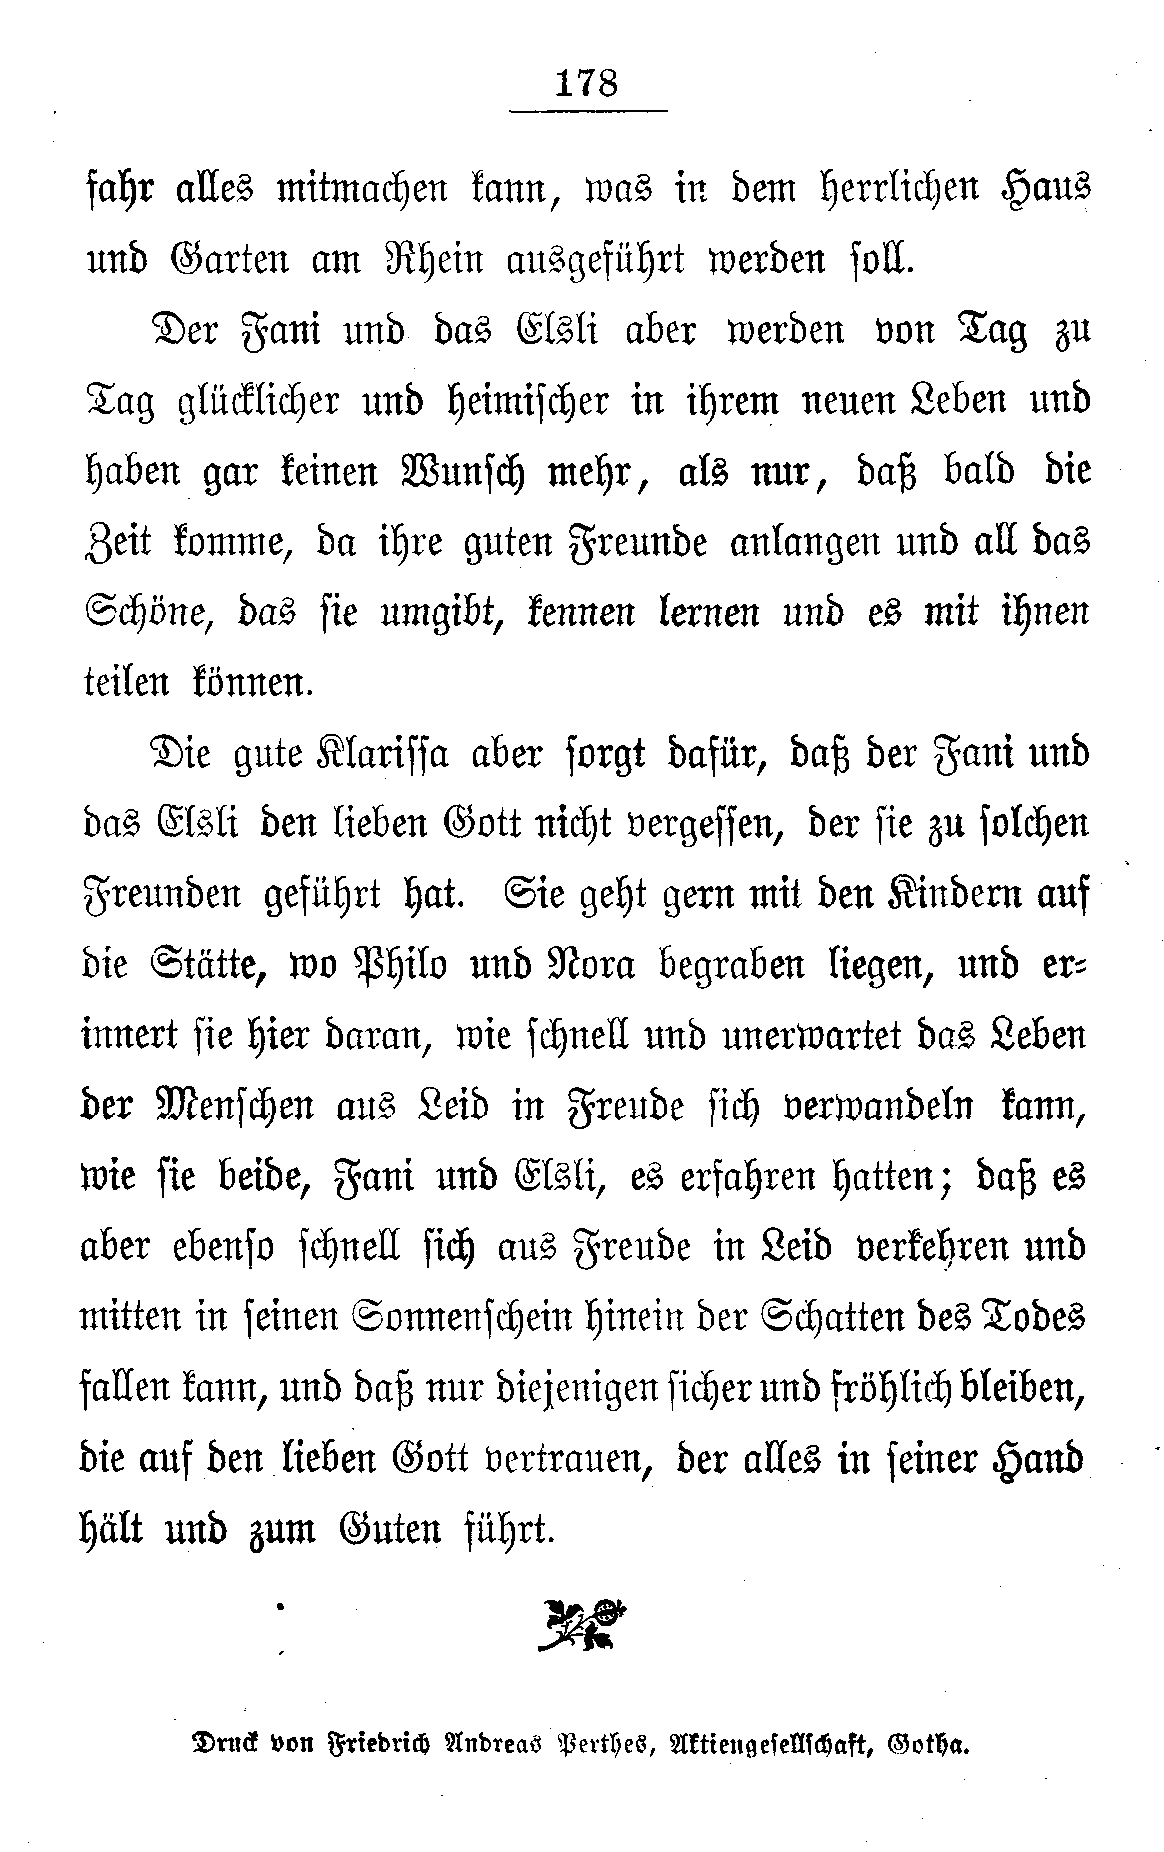 178
fahr alles mitmachen kann, was in dem herrlichen Haus
und Garten am Rhein ausgeführt werden soll.
Der Fani und das Elsli aber werden von Tag zu
Tag glücklicher und heimischer in ihrem neuen Leben und
haben gar keinen Wunsch mehr, als nur, daß bald die
Zeit komme, da ihre guten Freunde anlangen und all das
Schöne, das sie umgibt, kennen lernen und es mit ihnen
teilen können.
Die gute Klarissa aber sorgt dafür, daß der Fani und
das Elsli den lieben Gott nicht vergessen, der sie zu solchen
Freunden geführt hat. Sie geht gern mit den Kindern auf
die Stätte, wo Philo und Nora begraben liegen, und er-
innert sie hier daran, wie schnell und unerwartet das Leben
der Menschen aus Leid in Freude sich verwandeln kann,
wie sie beide, Fani und Elsli, es erfahren hatten; daß es
aber ebenso schnell sich aus Freude in Leid verkehren und
mitten in seinen Sonnenschein hinein der Schatten des Todes
fallen kann, und daß nur diejenigen sicher und fröhlich bleiben,
die auf den lieben Gott vertrauen, der alles in seiner Hand
hält und zum Guten führt.
Druck von Friedrich Andreas Perthes, Aktiengesellschaft, Gotha.